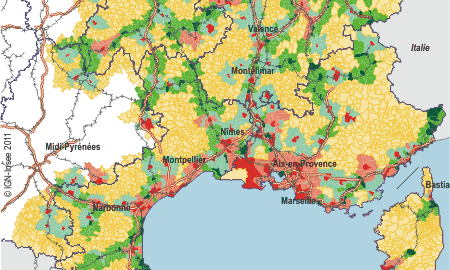 Valence
Italie
Montélimar
Nîmes
Midi-Pyrénées
Montpellier
Aix-en-Provence
Bastia
Marseille
Narbonne
© IGN-Insee 2011